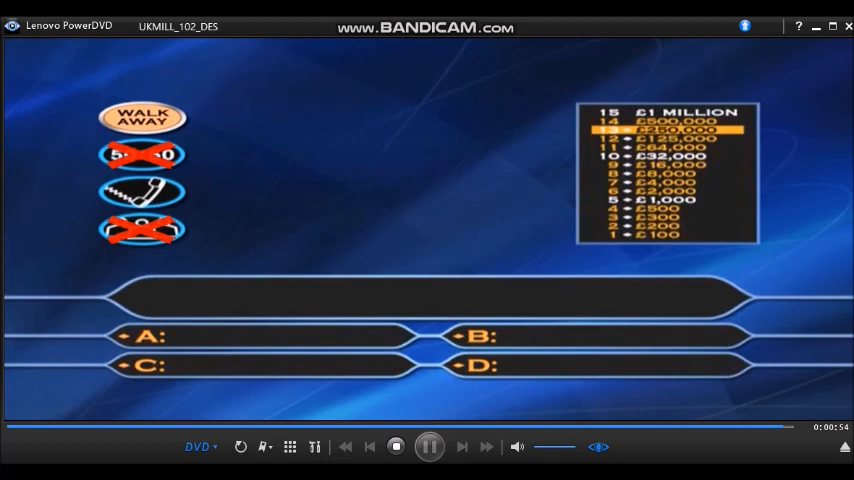 Lenovo PowerDVD
UKMILL_102_DES
www.BANDICAM.com
?
WALK
AWAY
15 £1 MILLION
14 £500,000
13 £250,000
12 £125,000
11 £64,000
10 £32,000
9 £16,000
8 £8,000
7 £4,000
6 £2,000
5 £1,000
4 £500
3 £300
2 £200
1 £100
A:
B:
C:
D:
0:00:54
DVD